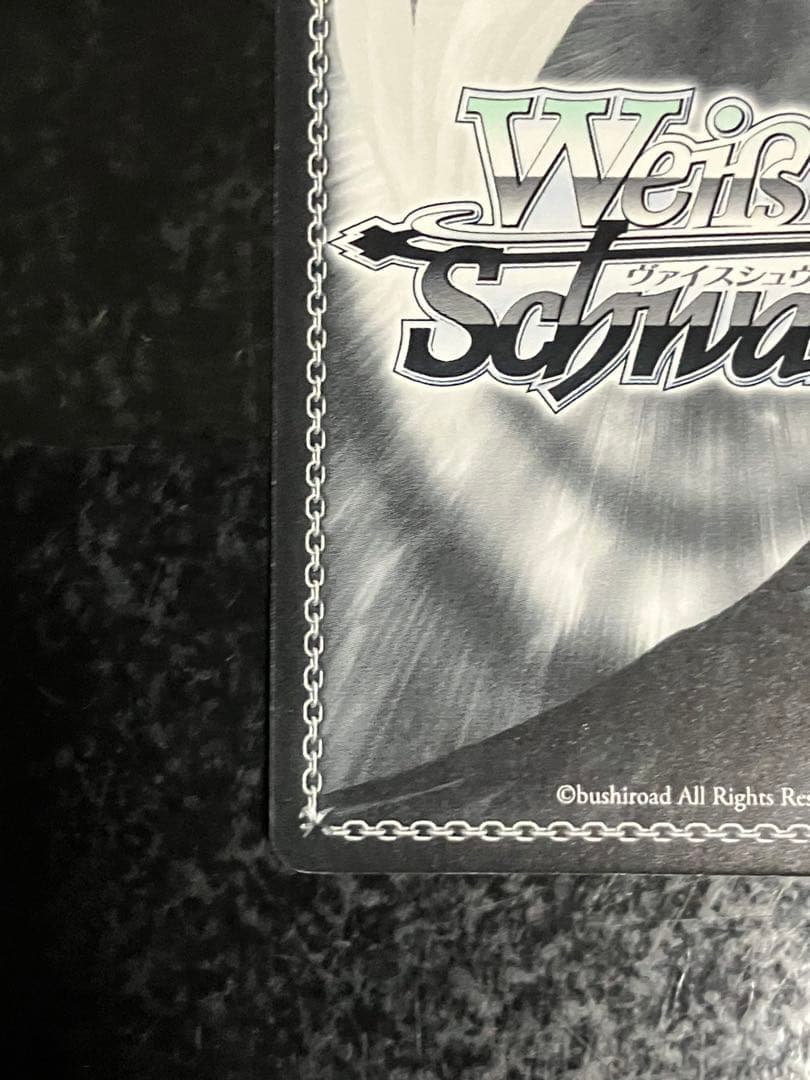 Weiß
ヴァイスシュヴ
Schwa
©bushiroad All Rights Res